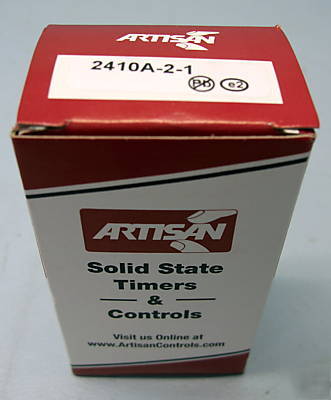 ARTISAN
2410A-2-1
Pb e2
ARTISAN
Solid State
Timers
&
Controls
Visit us Online at
www.ArtisanControls.com